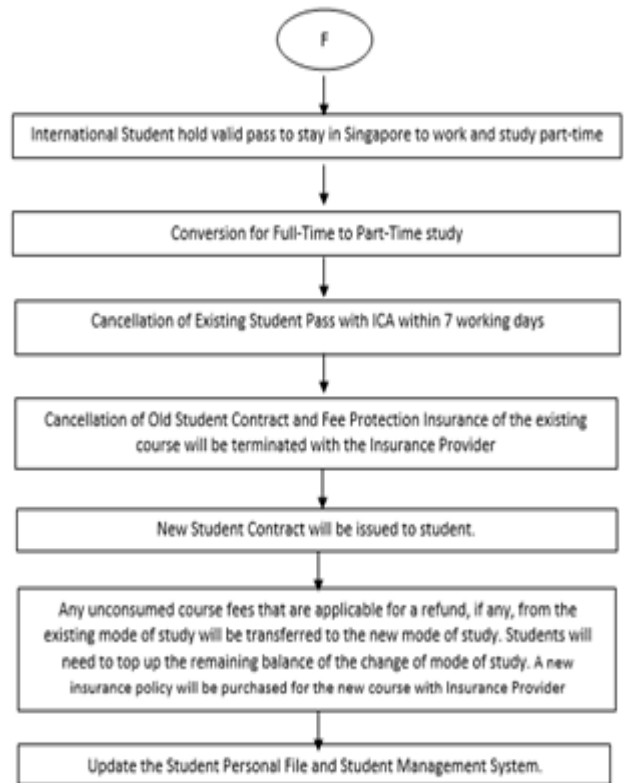 F
International Student hold valid pass to stay in Singapore to work and study part-time
Conversion for Full-Time to Part-Time study
Cancellation of Existing Student Pass with ICA within 7 working days
Cancellation of Old Student Contract and Fee Protection Insurance of the existing
course will be terminated with the Insurance Provider
New Student Contract will be issued to student.
Any unconsumed course fees that are applicable for a refund, if any, from the
existing mode of study will be transferred to the new mode of study. Students will
need to top up the remaining balance of the change of mode of study. A new
insurance policy will be purchased for the new course with Insurance Provider
Update the Student Personal File and Student Management System.